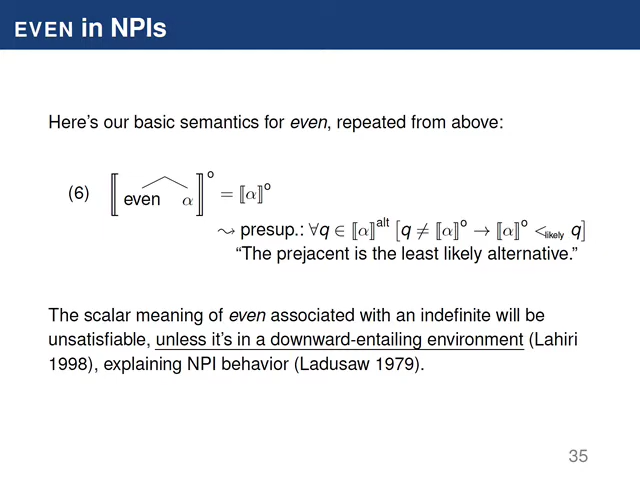 EVEN in NPIs
Here's our basic semantics for even, repeated from above:
(6) ⟦ even α ⟧ᵒ = ⟦α⟧ᵒ
⤳ presup.: ∀q ∈ ⟦α⟧ᵃˡᵗ [q ≠ ⟦α⟧ᵒ → ⟦α⟧ᵒ <likely q]
“The prejacent is the least likely alternative.”
The scalar meaning of even associated with an indefinite will be
unsatisfiable, unless it's in a downward-entailing environment (Lahiri
1998), explaining NPI behavior (Ladusaw 1979).
35